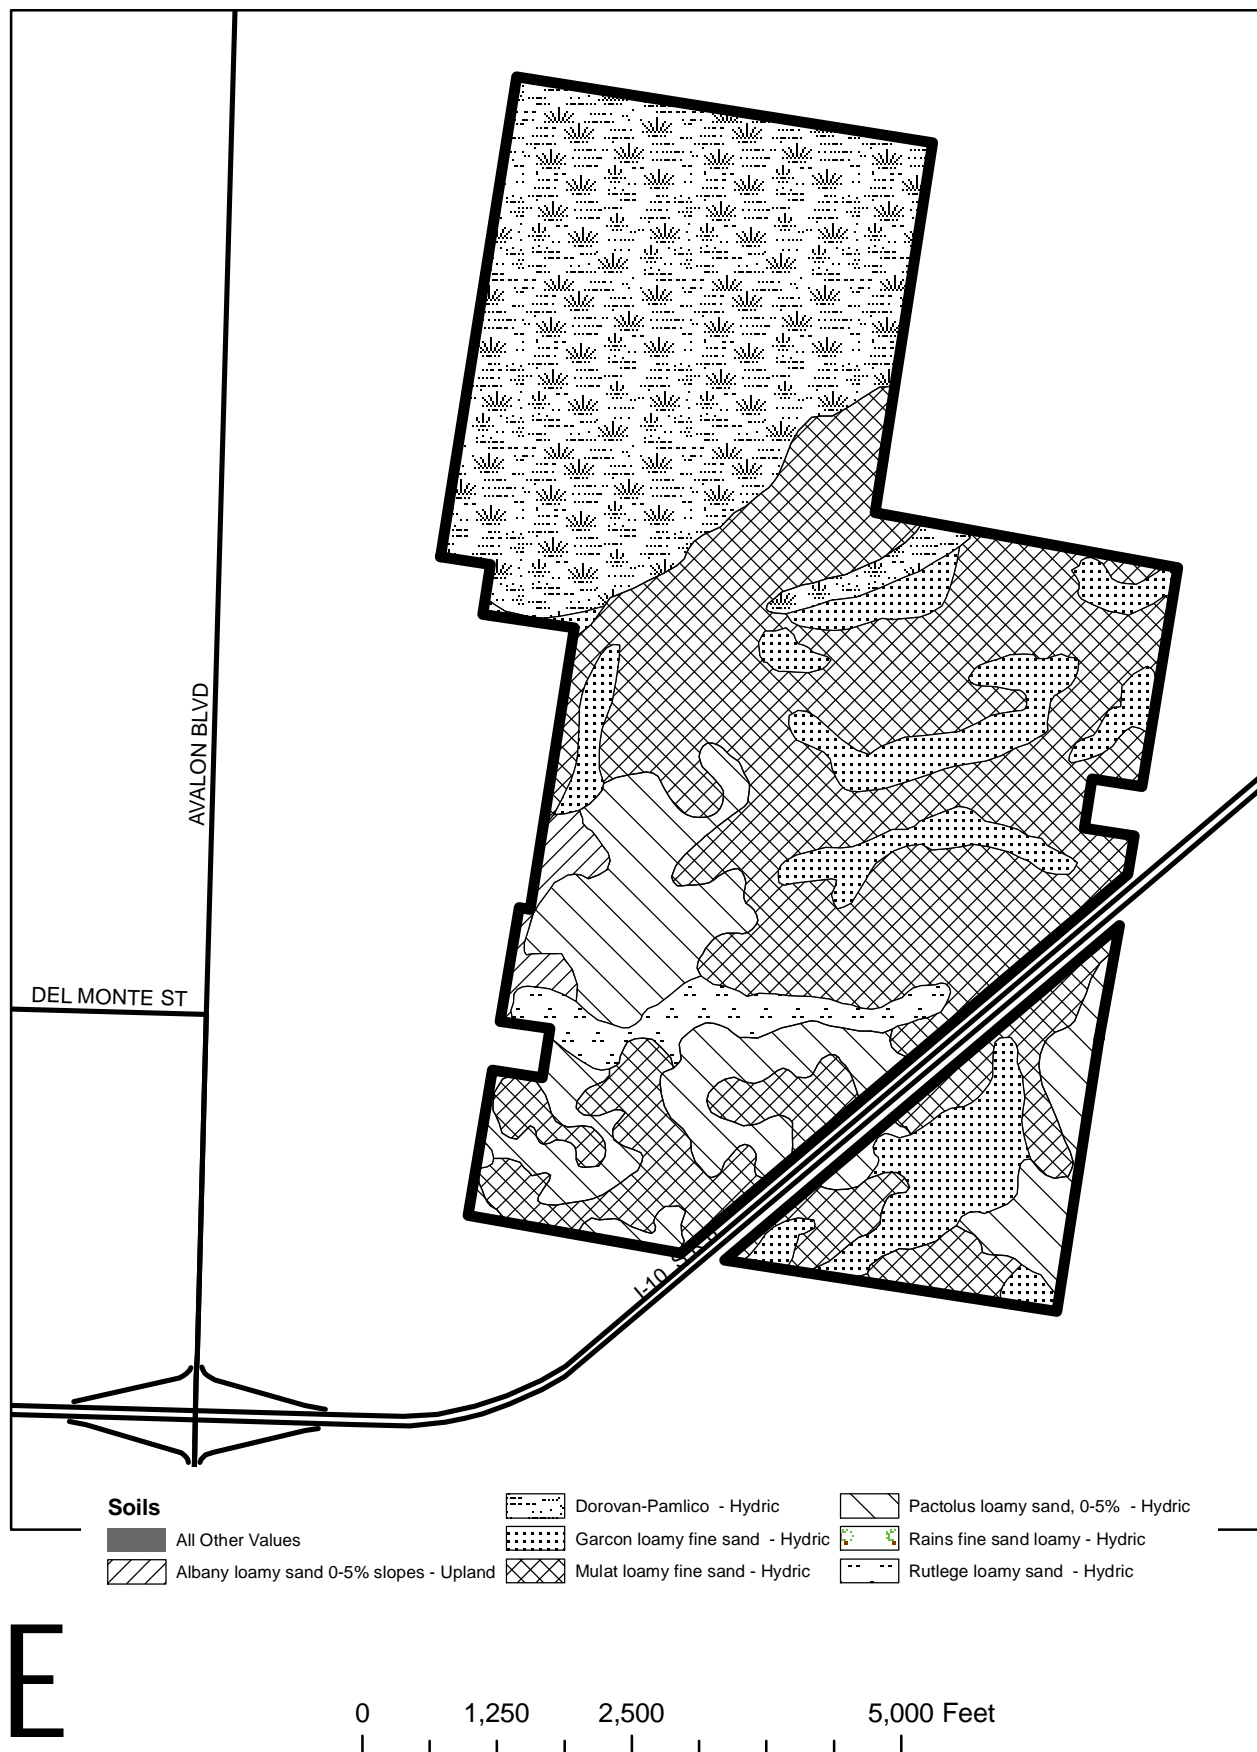 AVALON BLVD
DEL MONTE ST
I-10
Soils
All Other Values
Albany loamy sand 0-5% slopes - Upland
Dorovan-Pamlico - Hydric
Garcon loamy fine sand - Hydric
Mulat loamy fine sand - Hydric
Pactolus loamy sand, 0-5% - Hydric
Rains fine sand loamy - Hydric
Rutlege loamy sand - Hydric
E
0 1,250 2,500 5,000 Feet